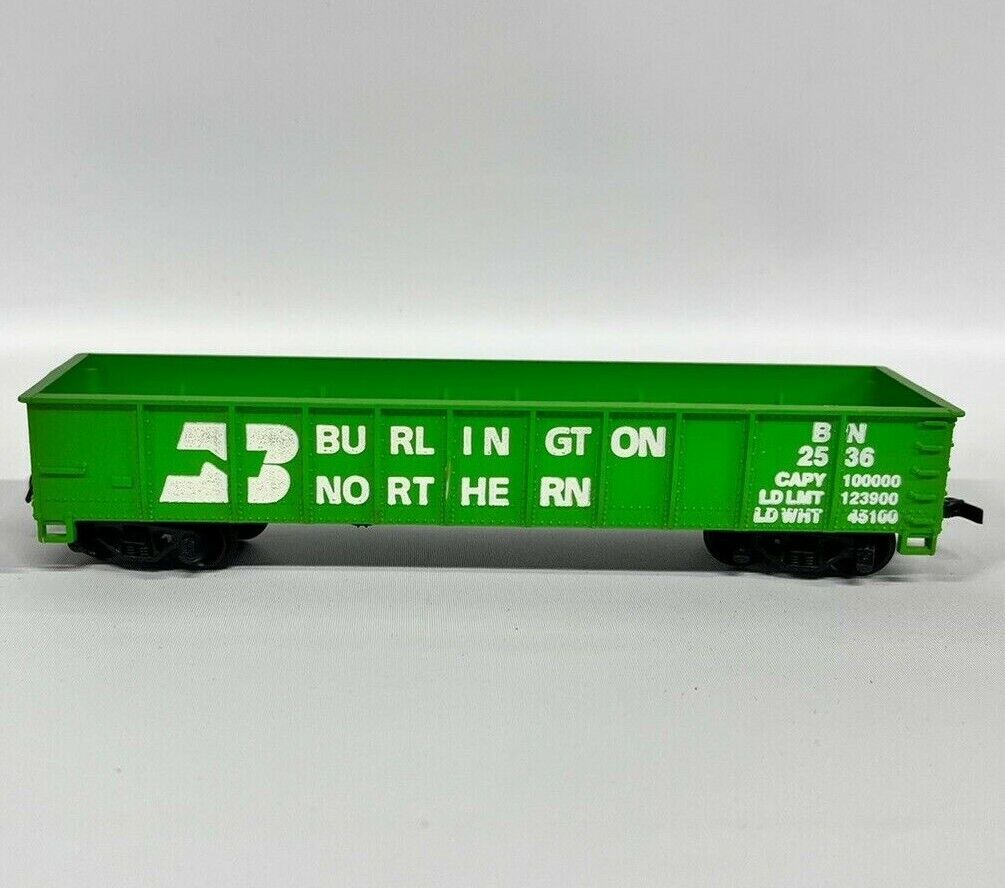 BURLINGTON
NORTHERN
BN
2536
CAPY 100000
LD LMT 123900
LD WHT 45100